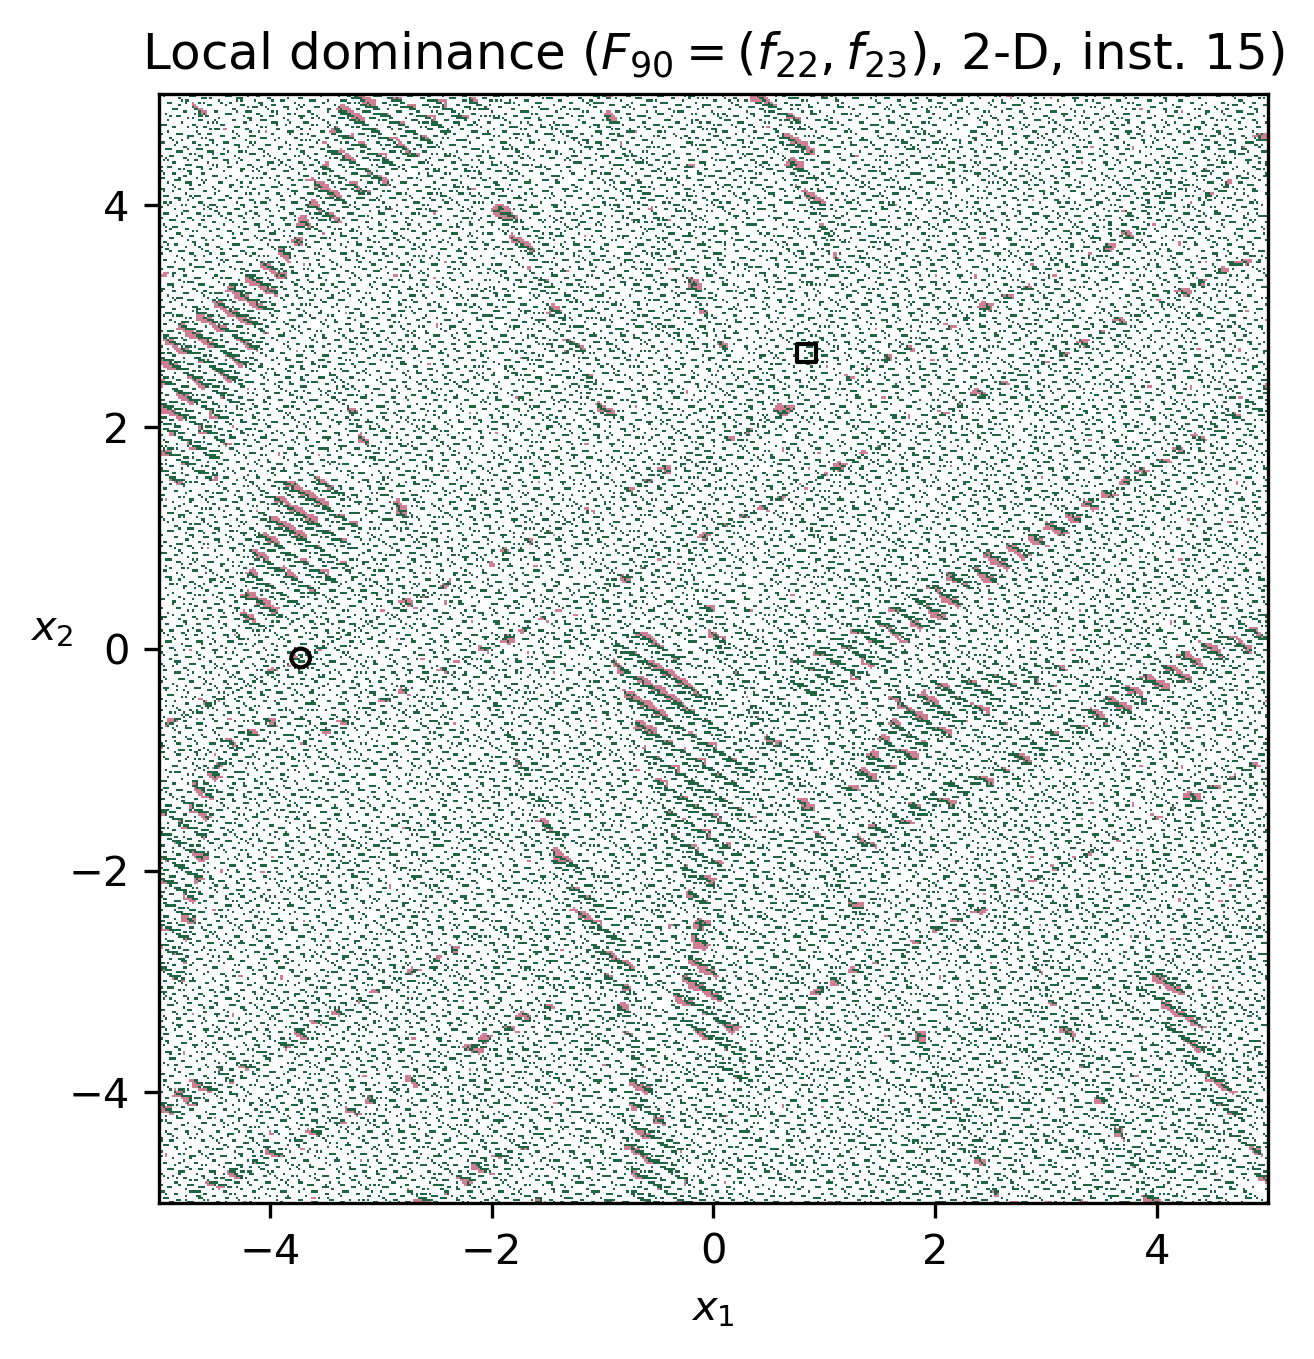 Local dominance (F₉₀ = (f₂₂, f₂₃), 2-D, inst. 15)
4
2
x₂
0
−2
−4
−4 −2 0 2 4
x₁